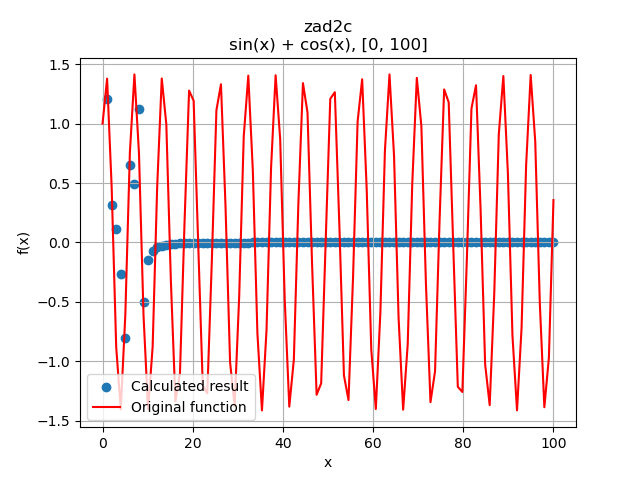 zad2c
sin(x) + cos(x), [0, 100]
1.5
1.0
0.5
0.0
−0.5
−1.0
−1.5
f(x)
Calculated result
Original function
0
20
40
60
80
100
x